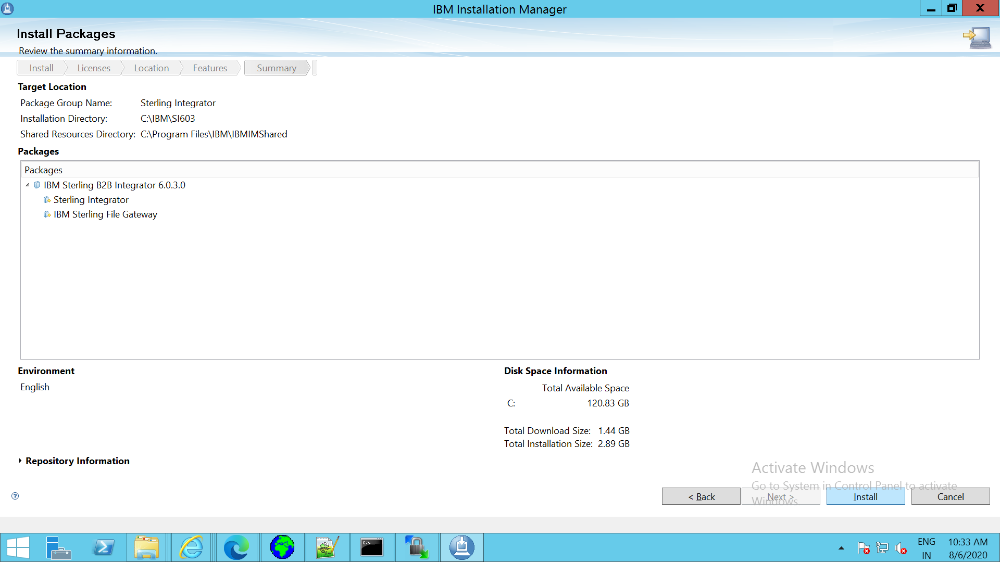 IBM Installation Manager
Install Packages
Review the summary information.
Install Licenses Location Features Summary
Target Location
Package Group Name: Sterling Integrator
Installation Directory: C:\IBM\SI603
Shared Resources Directory: C:\Program Files\IBM\IBMIMShared
Packages
Packages
IBM Sterling B2B Integrator 6.0.3.0
Sterling Integrator
IBM Sterling File Gateway
Environment
English
Disk Space Information
Total Available Space
C: 120.83 GB
Total Download Size: 1.44 GB
Total Installation Size: 2.89 GB
Repository Information
Activate Windows
Go to System in Control Panel to activate
Windows.
< Back Next > Install Cancel
C:\>_
ENG 10:33 AM
IN 8/6/2020